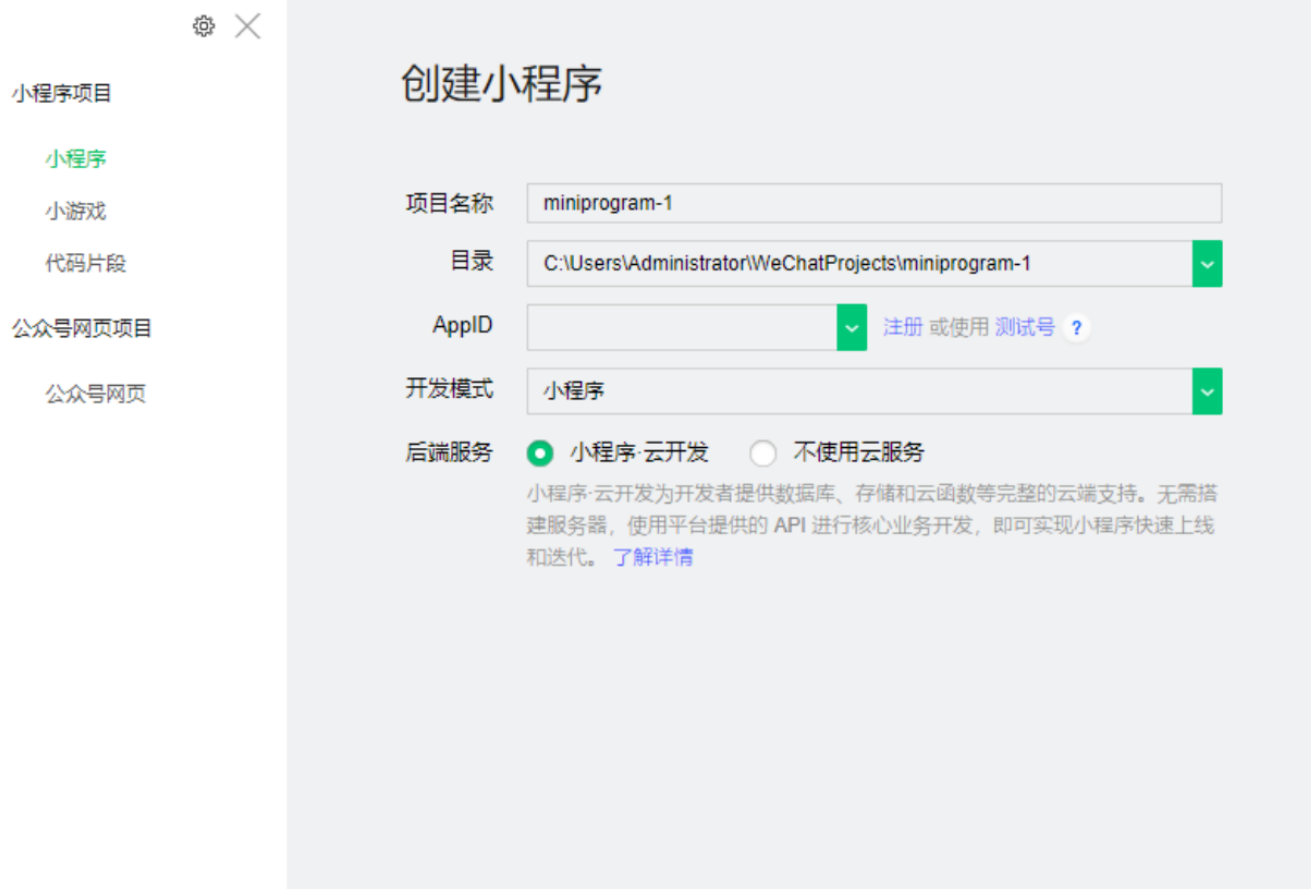 小程序项目
小程序
小游戏
代码片段
公众号网页项目
公众号网页
创建小程序
项目名称 miniprogram-1
目录 C:\Users\Administrator\WeChatProjects\miniprogram-1
AppID 注册 或使用 测试号 ?
开发模式 小程序
后端服务 小程序·云开发 不使用云服务
小程序·云开发为开发者提供数据库、存储和云函数等完整的云端支持。无需搭
建服务器，使用平台提供的 API 进行核心业务开发，即可实现小程序快速上线
和迭代。 了解详情